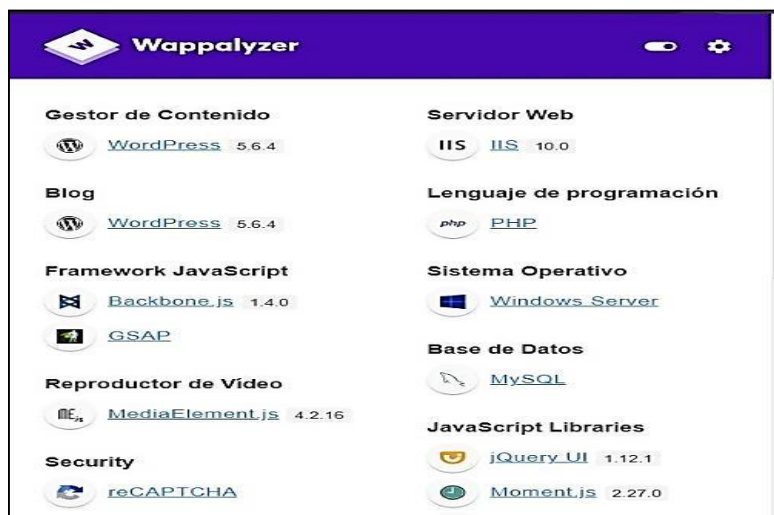 Wappalyzer
Gestor de Contenido
WordPress 5.6.4
Blog
WordPress 5.6.4
Framework JavaScript
Backbone.js 1.4.0
GSAP
Reproductor de Vídeo
ME.js MediaElement.js 4.2.16
Security
reCAPTCHA
Servidor Web
IIS IIS 10.0
Lenguaje de programación
php PHP
Sistema Operativo
Windows Server
Base de Datos
MySQL
JavaScript Libraries
jQuery UI 1.12.1
Moment.js 2.27.0